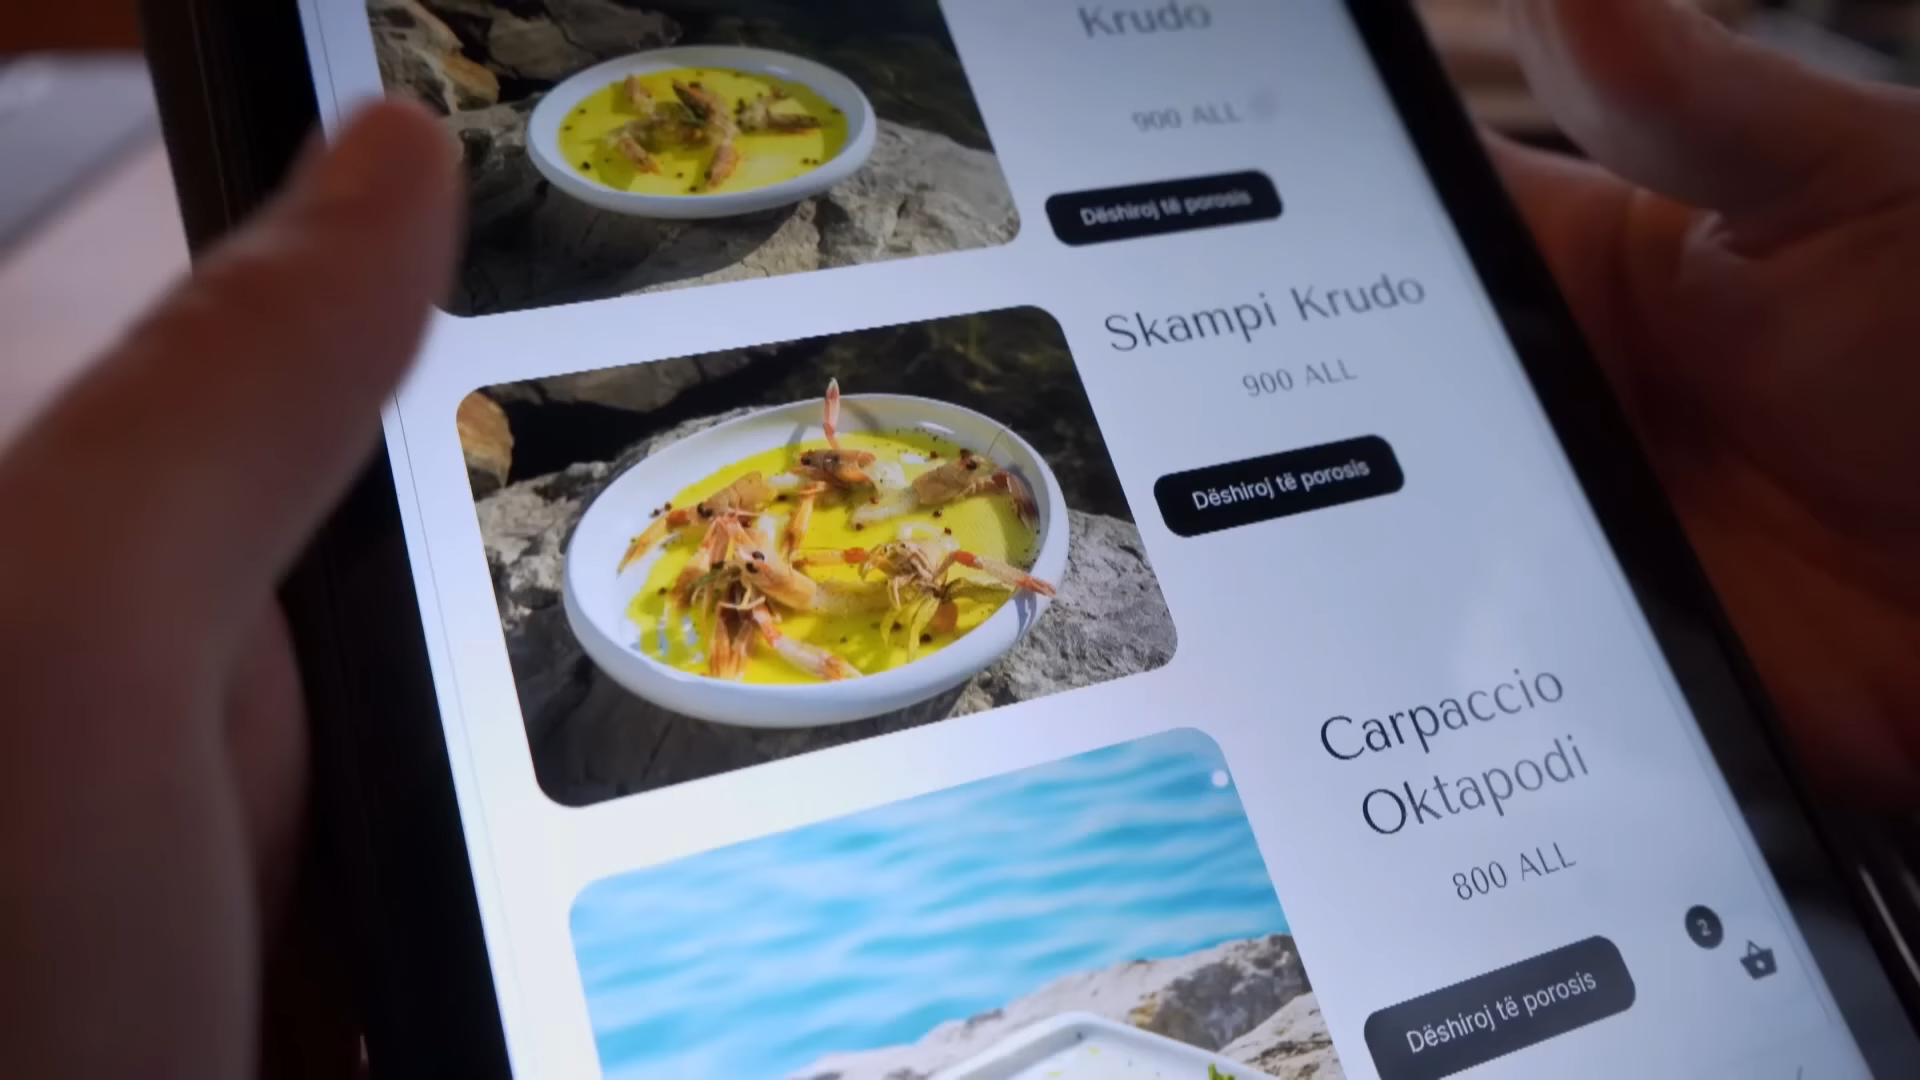 Krudo
900 ALL
Dëshiroj të porosis
Skampi Krudo
900 ALL
Dëshiroj të porosis
Carpaccio
Oktapodi
800 ALL
2
Dëshiroj të porosis